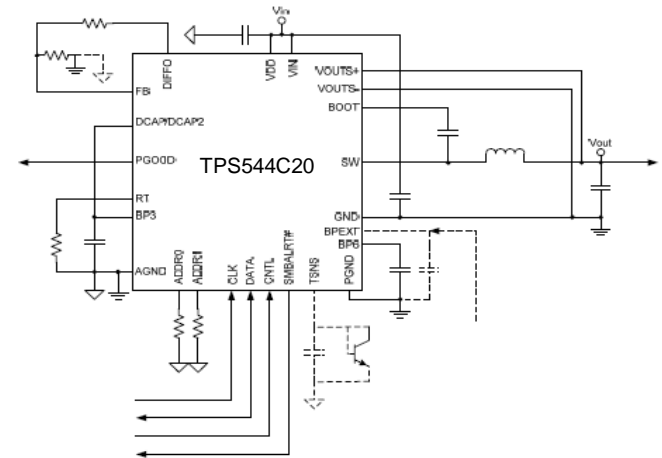 Vin
DIFFO
VDD
VIN
VOUTS+
VOUTS-
BOOT
FB
DCAP/DCAP2
PGOOD
TPS544C20
SW
Vout
RT
BP3
GND
BPEXT
BP6
AGND
ADDR0
ADDR1
CLK
DATA
CNTL
SMBALRT#
TSNS
PGND